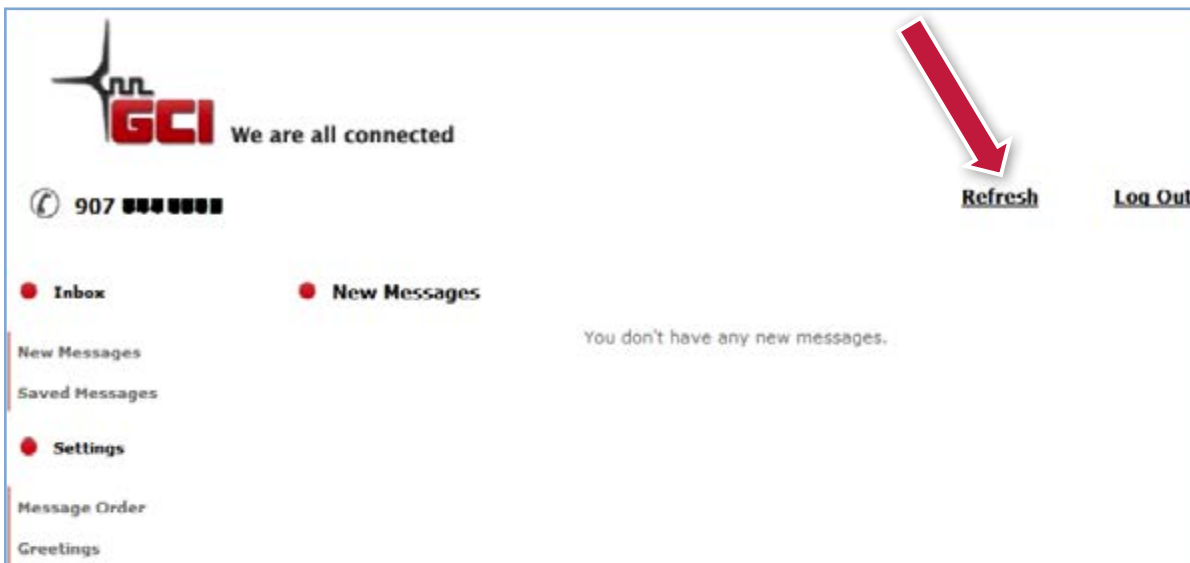 GCI We are all connected
907
Refresh Log Out
Inbox
New Messages
You don't have any new messages.
New Messages
Saved Messages
Settings
Message Order
Greetings